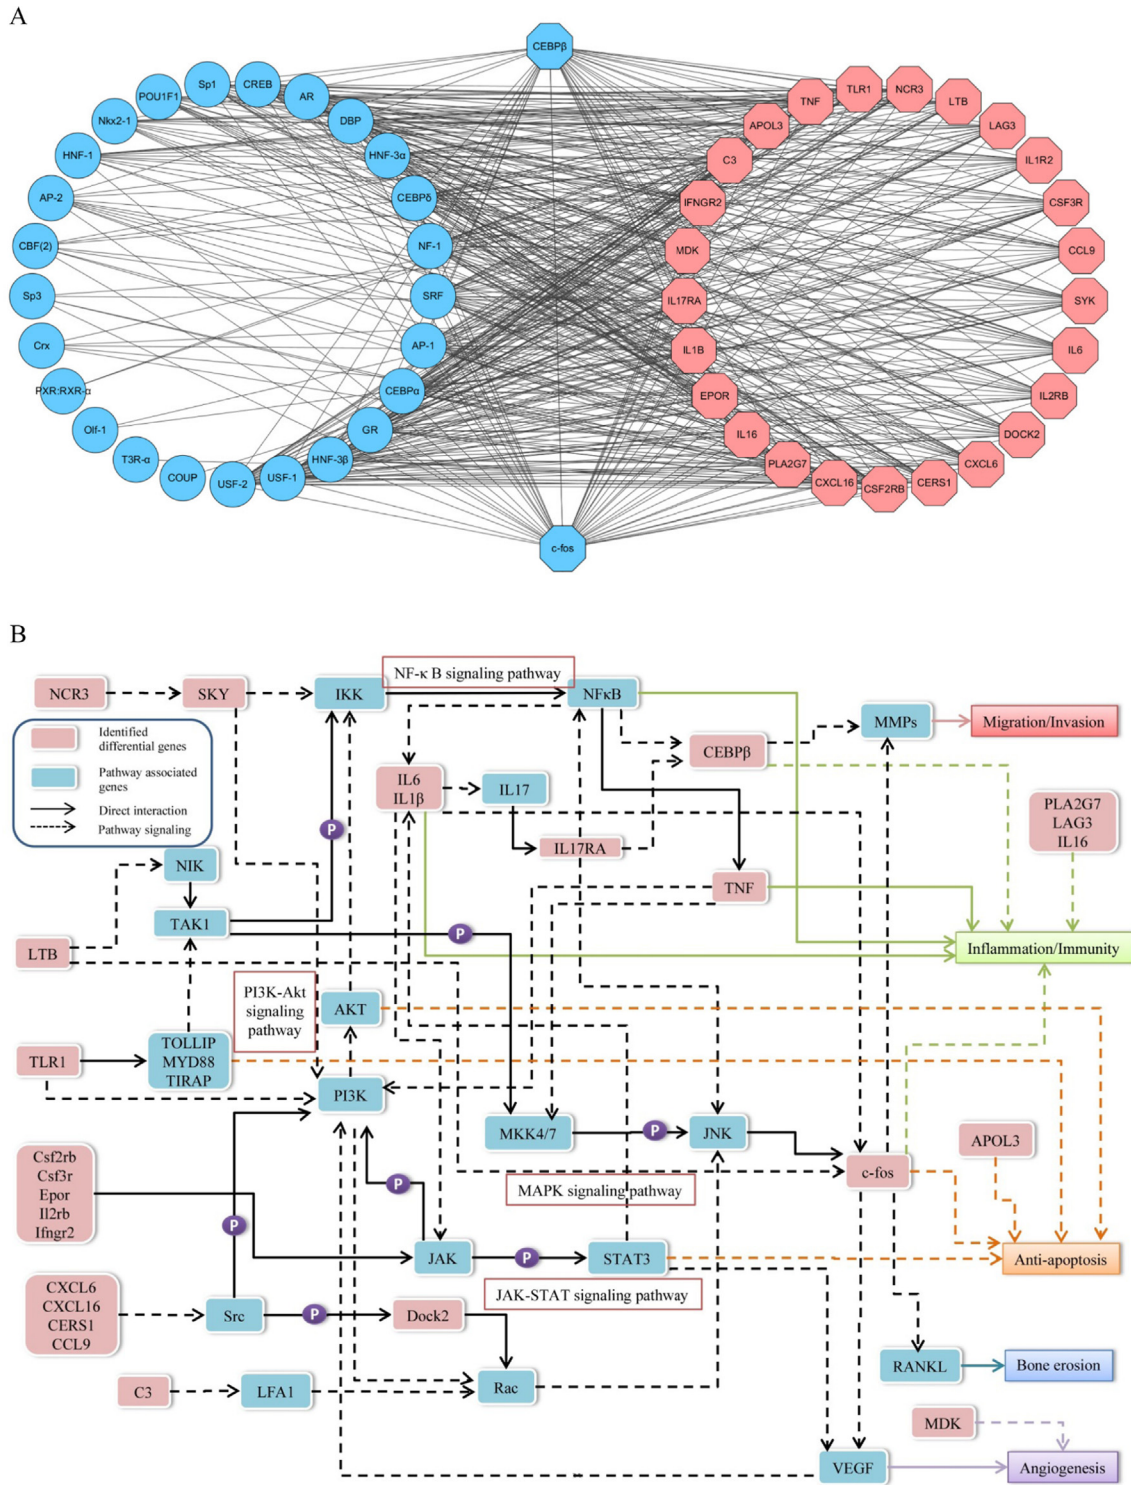 A
CEBPβ
Sp1
CREB
AR
POU1F1
DBP
Nkx2-1
HNF-3α
HNF-1
CEBPδ
AP-2
NF-1
CBF(2)
SRF
Sp3
AP-1
Crx
CEBPα
PXR:RXR-α
GR
Olf-1
HNF-3β
T3R-α
USF-1
COUP
USF-2
TNF
TLR1
NCR3
LTB
APOL3
LAG3
C3
IL1R2
IFNGR2
CSF3R
MDK
CCL9
IL17RA
SYK
IL1B
IL6
EPOR
IL2RB
IL16
DOCK2
PLA2G7
CXCL6
CXCL16
CSF2RB
CERS1
c-fos
B
NCR3
SKY
IKK
NF-κ B signaling pathway
NFκB
MMPs
Migration/Invasion
Identified
differential genes
Pathway associated
genes
Direct interaction
Pathway signaling
CEBPβ
IL6
IL1β
IL17
IL17RA
PLA2G7
LAG3
IL16
P
NIK
TNF
TAK1
P
LTB
Inflammation/Immunity
PI3K-Akt
signaling
pathway
AKT
TLR1
TOLLIP
MYD88
TIRAP
PI3K
MKK4/7
P
JNK
APOL3
c-fos
Csf2rb
Csf3r
Epor
Il2rb
Ifngr2
MAPK signaling pathway
P
P
JAK
P
STAT3
Anti-apoptosis
JAK-STAT signaling pathway
CXCL6
CXCL16
CERS1
CCL9
Src
P
Dock2
RANKL
Bone erosion
C3
LFA1
Rac
MDK
VEGF
Angiogenesis